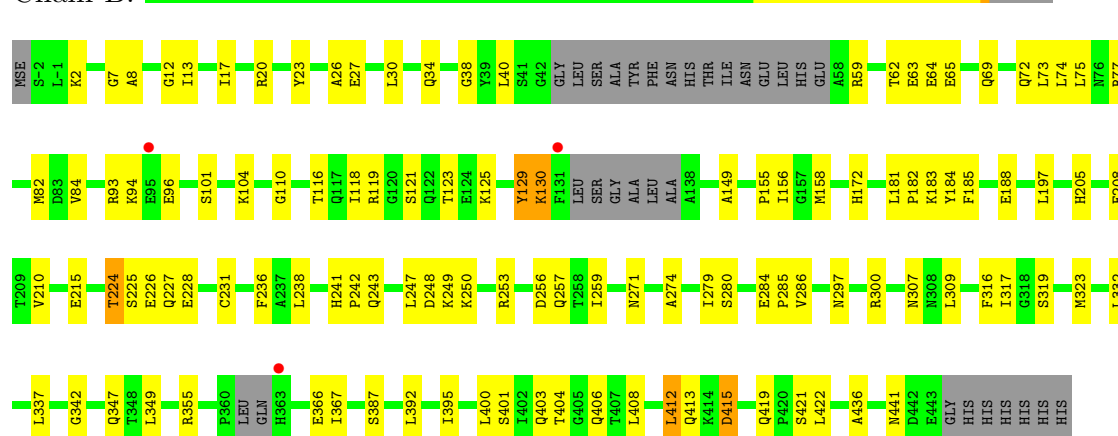 Chain B:
MSE S-2 L-1 K2 G7 A8 G12 I13 I17 R20 Y23 A26 E27 L30 Q34 G38 Y39 L40 S41 G42 GLY LEU SER ALA TYR PHE ASN HIS THR ILE ASN GLU LEU HIS GLU A58 R59 T62 E63 E64 E65 Q69 Q72 L73 L74 L75 N76
M82 D83 V84 R93 K94 E95 E96 S101 K104 G110 T116 Q117 I118 R119 G120 S121 Q122 T123 E124 K125 Y129 K130 F131 LEU SER GLY ALA LEU ALA A138 A149 P155 I156 G157 M158 H172 L181 P182 K183 Y184 F185 E188 L197 H205
T209 V210 E215 T224 S225 E226 Q227 E228 C231 F236 A237 L238 H241 P242 Q243 L247 D248 K249 K250 R253 D256 Q257 T258 I259 N271 A274 I279 S280 E284 P285 V286 N297 R300 N307 N308 L309 F316 I317 G318 S319 M323 L332
L337 G342 Q347 T348 L349 R355 P360 LEU GLN H363 E366 I367 S387 L392 I395 L400 S401 I402 Q403 T404 G405 Q406 T407 L408 L412 Q413 K414 D415 Q419 P420 S421 L422 A436 N441 D442 E443 GLY HIS HIS HIS HIS HIS HIS